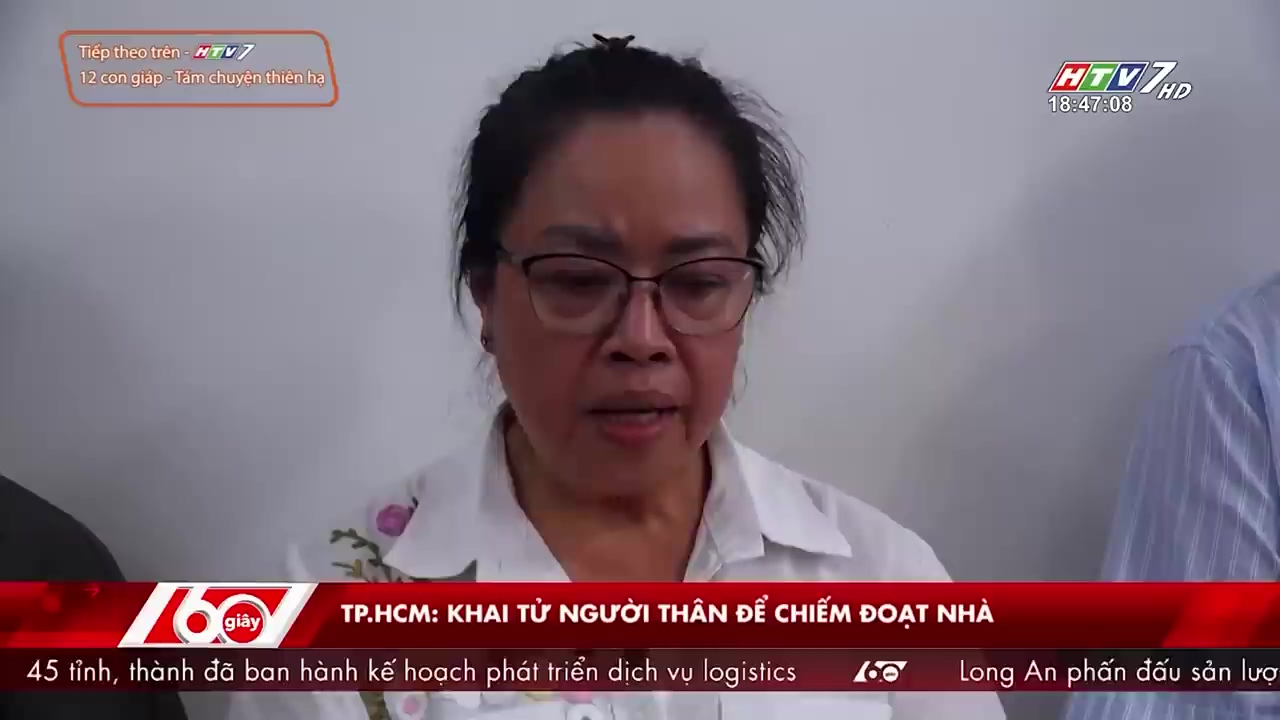 Tiếp theo trên - HTV7
12 con giáp - Tám chuyện thiên hạ
HTV7 HD
18:47:08
60 giây
TP.HCM: KHAI TỬ NGƯỜI THÂN ĐỂ CHIẾM ĐOẠT NHÀ
45 tỉnh, thành đã ban hành kế hoạch phát triển dịch vụ logistics 60 giây Long An phấn đấu sản lượ